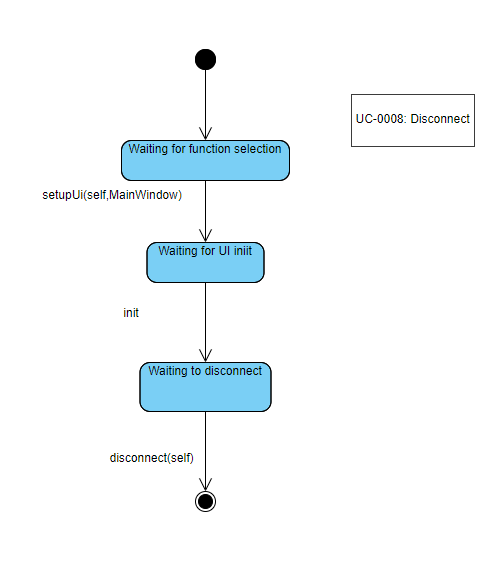 UC-0008: Disconnect
Waiting for function selection
setupUi(self,MainWindow)
Waiting for UI iniit
init
Waiting to disconnect
disconnect(self)